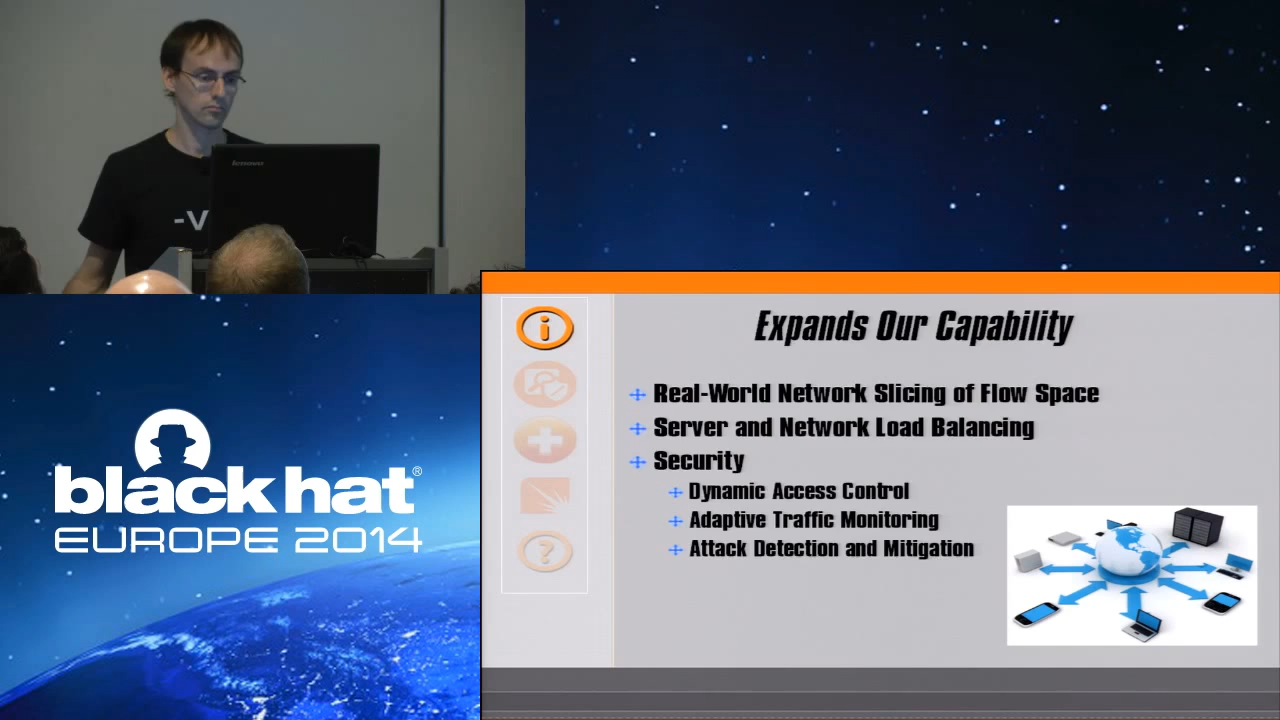 lenovo
-V
Expands Our Capability
Real-World Network Slicing of Flow Space
Server and Network Load Balancing
Security
Dynamic Access Control
Adaptive Traffic Monitoring
Attack Detection and Mitigation
black hat®
EUROPE 2014